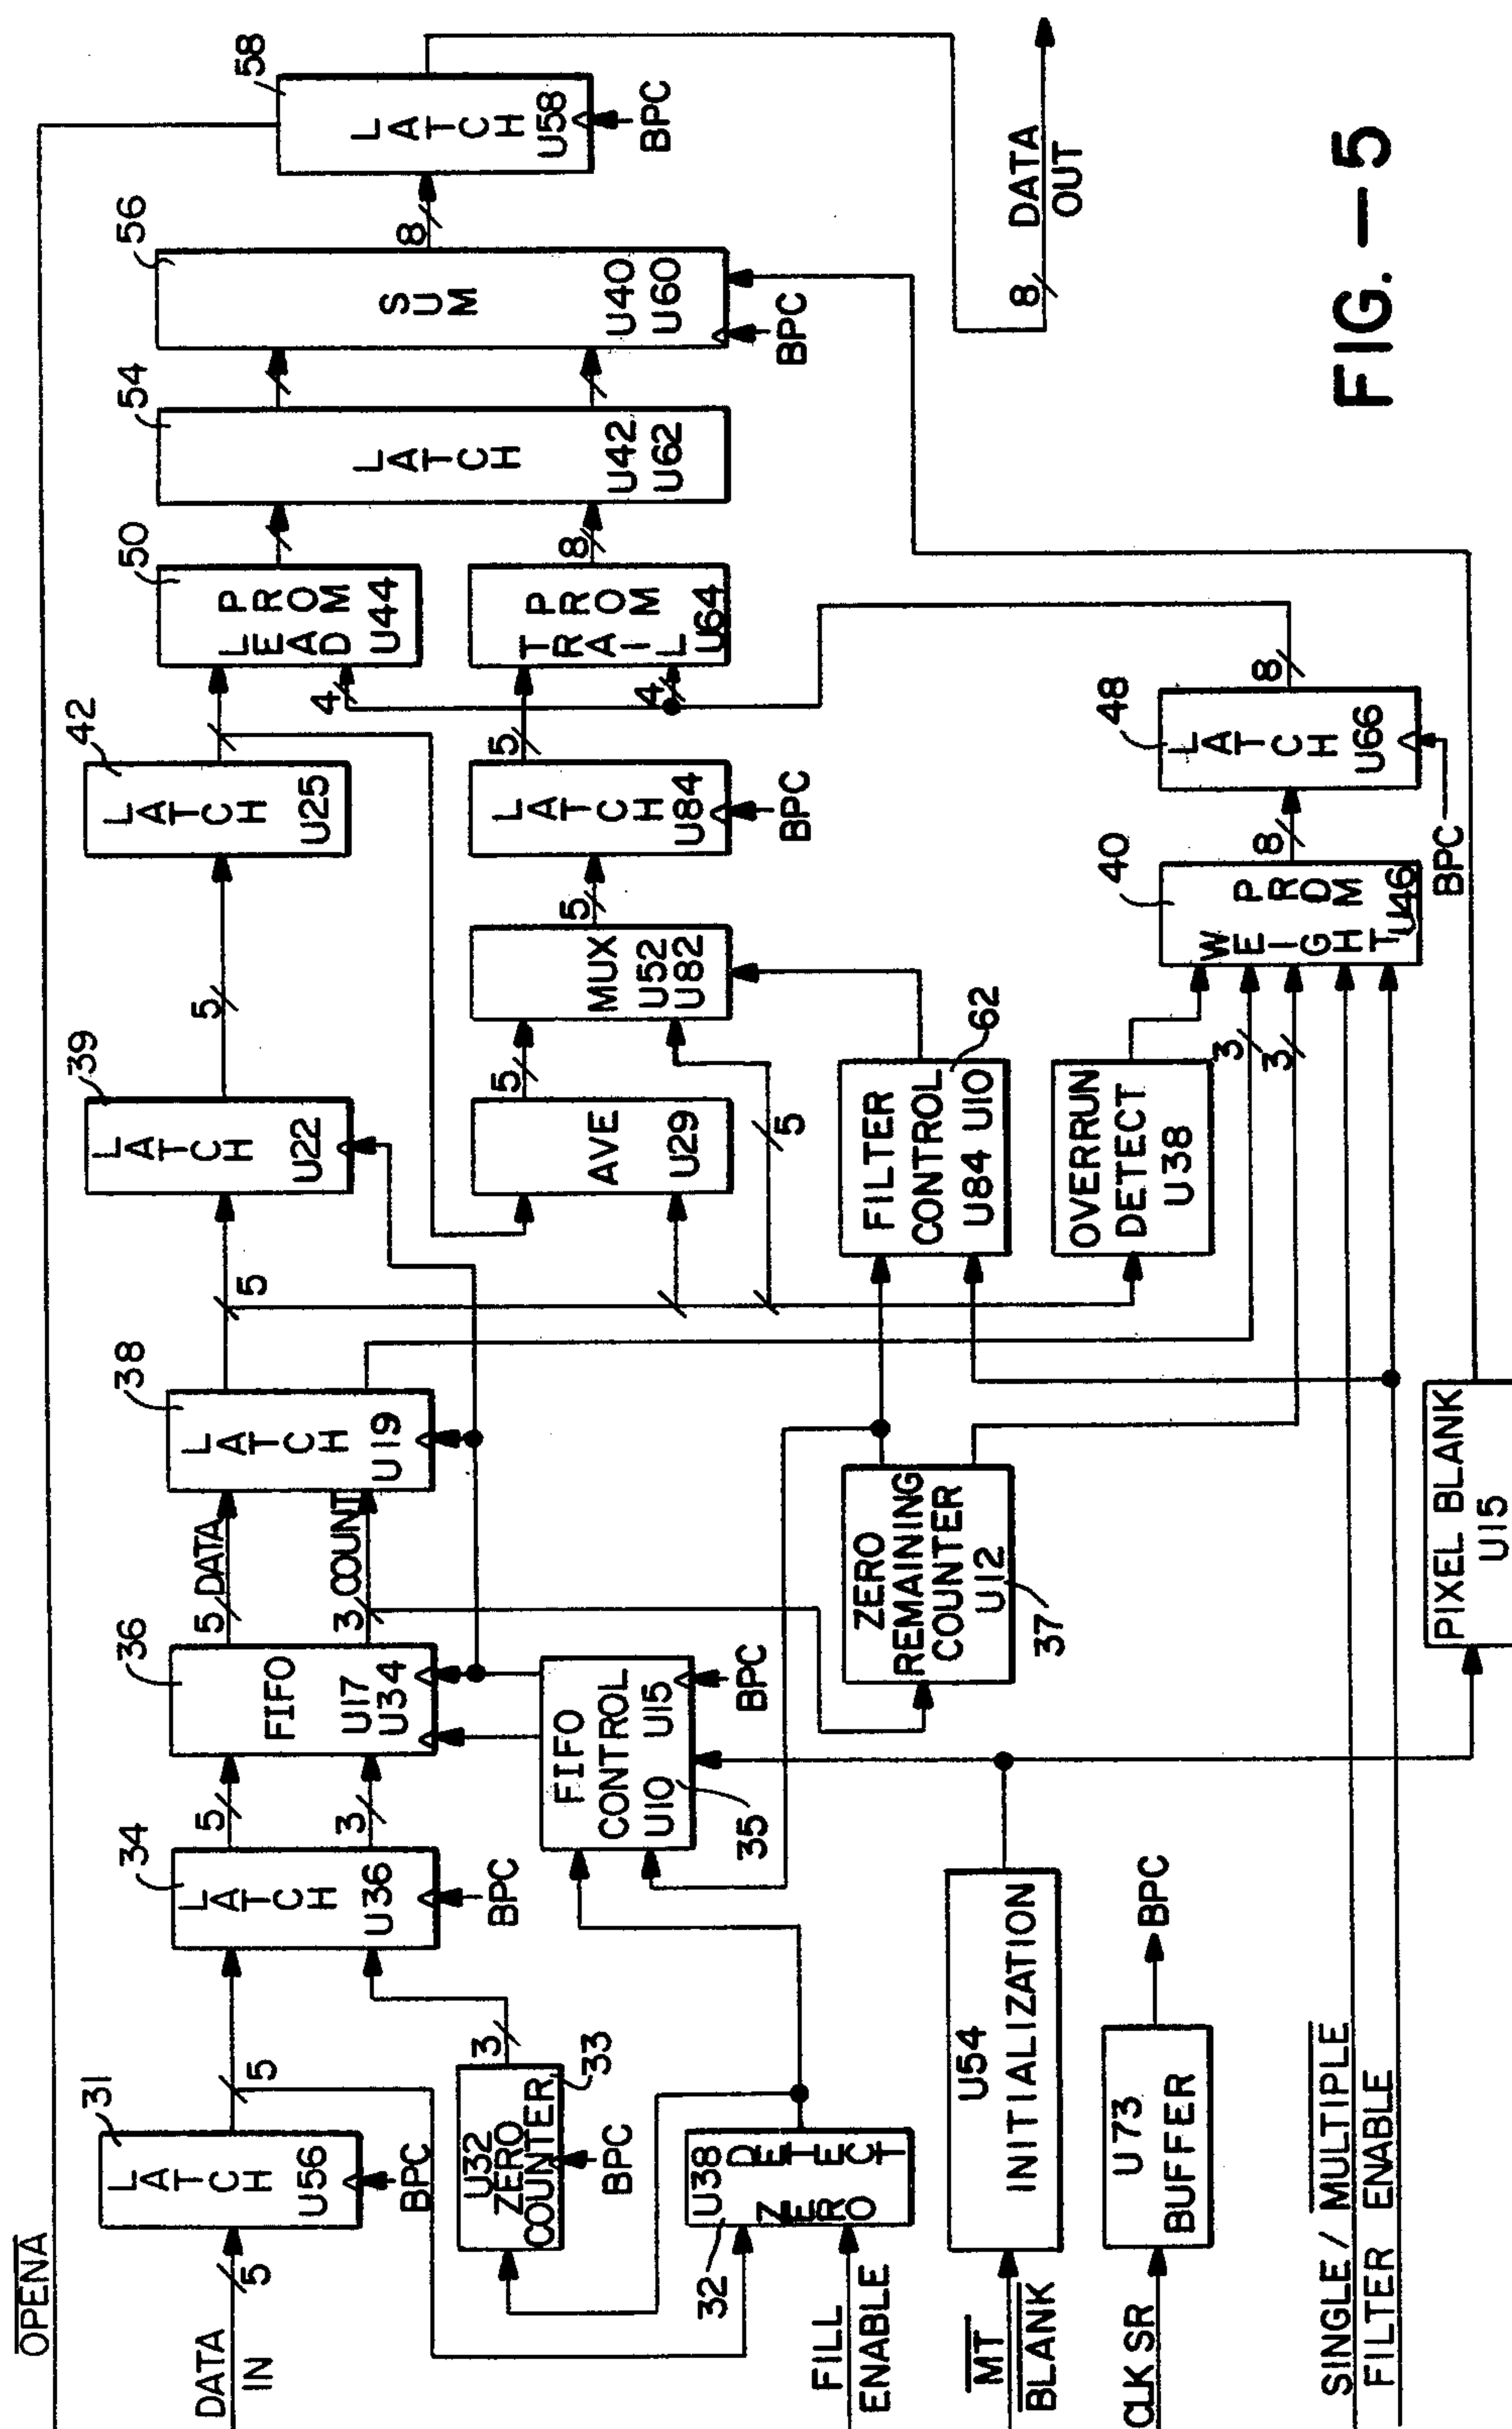 OPENA
DATA
IN
5
31
LATCH
U56
BPC
5
U32
ZERO
COUNTER
33
3
BPC
32
U38
ZERO
DETECT
FILL
ENABLE
MT
BLANK
U54
INITIALIZATION
CLK SR
U73
BUFFER
BPC
SINGLE / MULTIPLE
FILTER ENABLE
34
LATCH
U36
BPC
5
3
36
FIFO
U17
U34
FIFO
CONTROL
U10 U15
35
BPC
5 DATA
3 COUNT
38
LATCH
U19
ZERO
REMAINING
COUNTER
U12
37
PIXEL BLANK
U15
5
39
LATCH
U22
5
AVE
U29
5
5
FILTER
CONTROL
U84 U10
62
OVERRUN
DETECT
U38
3
3
42
LATCH
U25
MUX
U52
U82
5
LATCH
U84
BPC
5
40
WEIGHT
PROM
U46
8
48
LATCH
U66
BPC
8
50
LEAD
PROM
U44
4
TRAIL
PROM
U64
4
8
54
LATCH
U42
U62
56
SUM
U40
U60
BPC
8
58
LATCH
U58
BPC
8
DATA
OUT
FIG. — 5